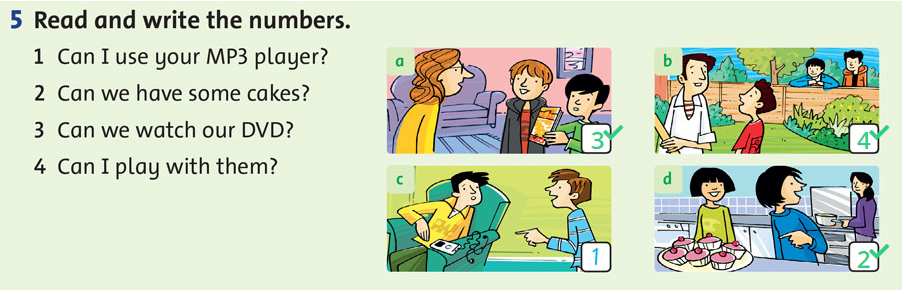 5 Read and write the numbers.
1 Can I use your MP3 player?
2 Can we have some cakes?
3 Can we watch our DVD?
4 Can I play with them?
a
3
b
4
c
1
d
2